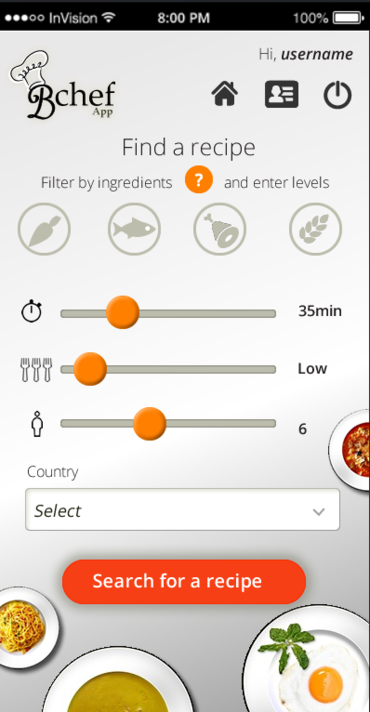 InVision 8:00 PM 100%
Hi, username
Bchef
App
Find a recipe
Filter by ingredients ? and enter levels
35min
Low
6
Country
Select
Search for a recipe